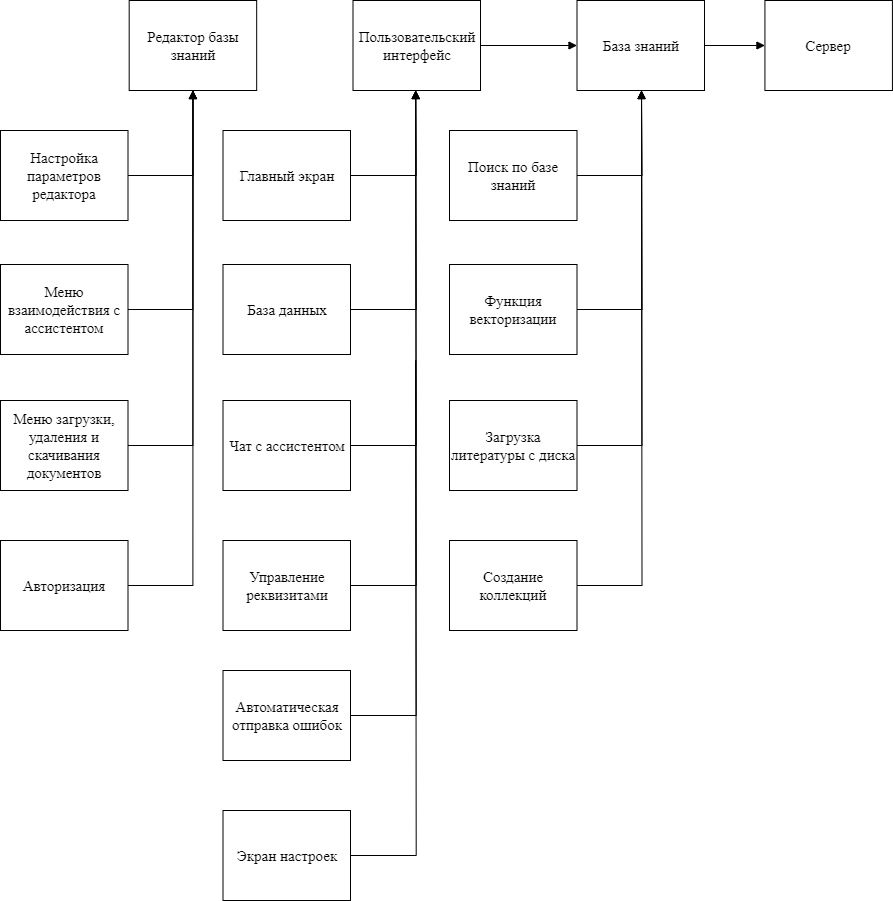 Редактор базы
знаний
Пользовательский
интерфейс
База знаний
Сервер
Настройка
параметров
редактора
Главный экран
Поиск по базе
знаний
Меню
взаимодействия с
ассистентом
База данных
Функция
векторизации
Меню загрузки,
удаления и
скачивания
документов
Чат с ассистентом
Загрузка
литературы с диска
Авторизация
Управление
реквизитами
Создание
коллекций
Автоматическая
отправка ошибок
Экран настроек